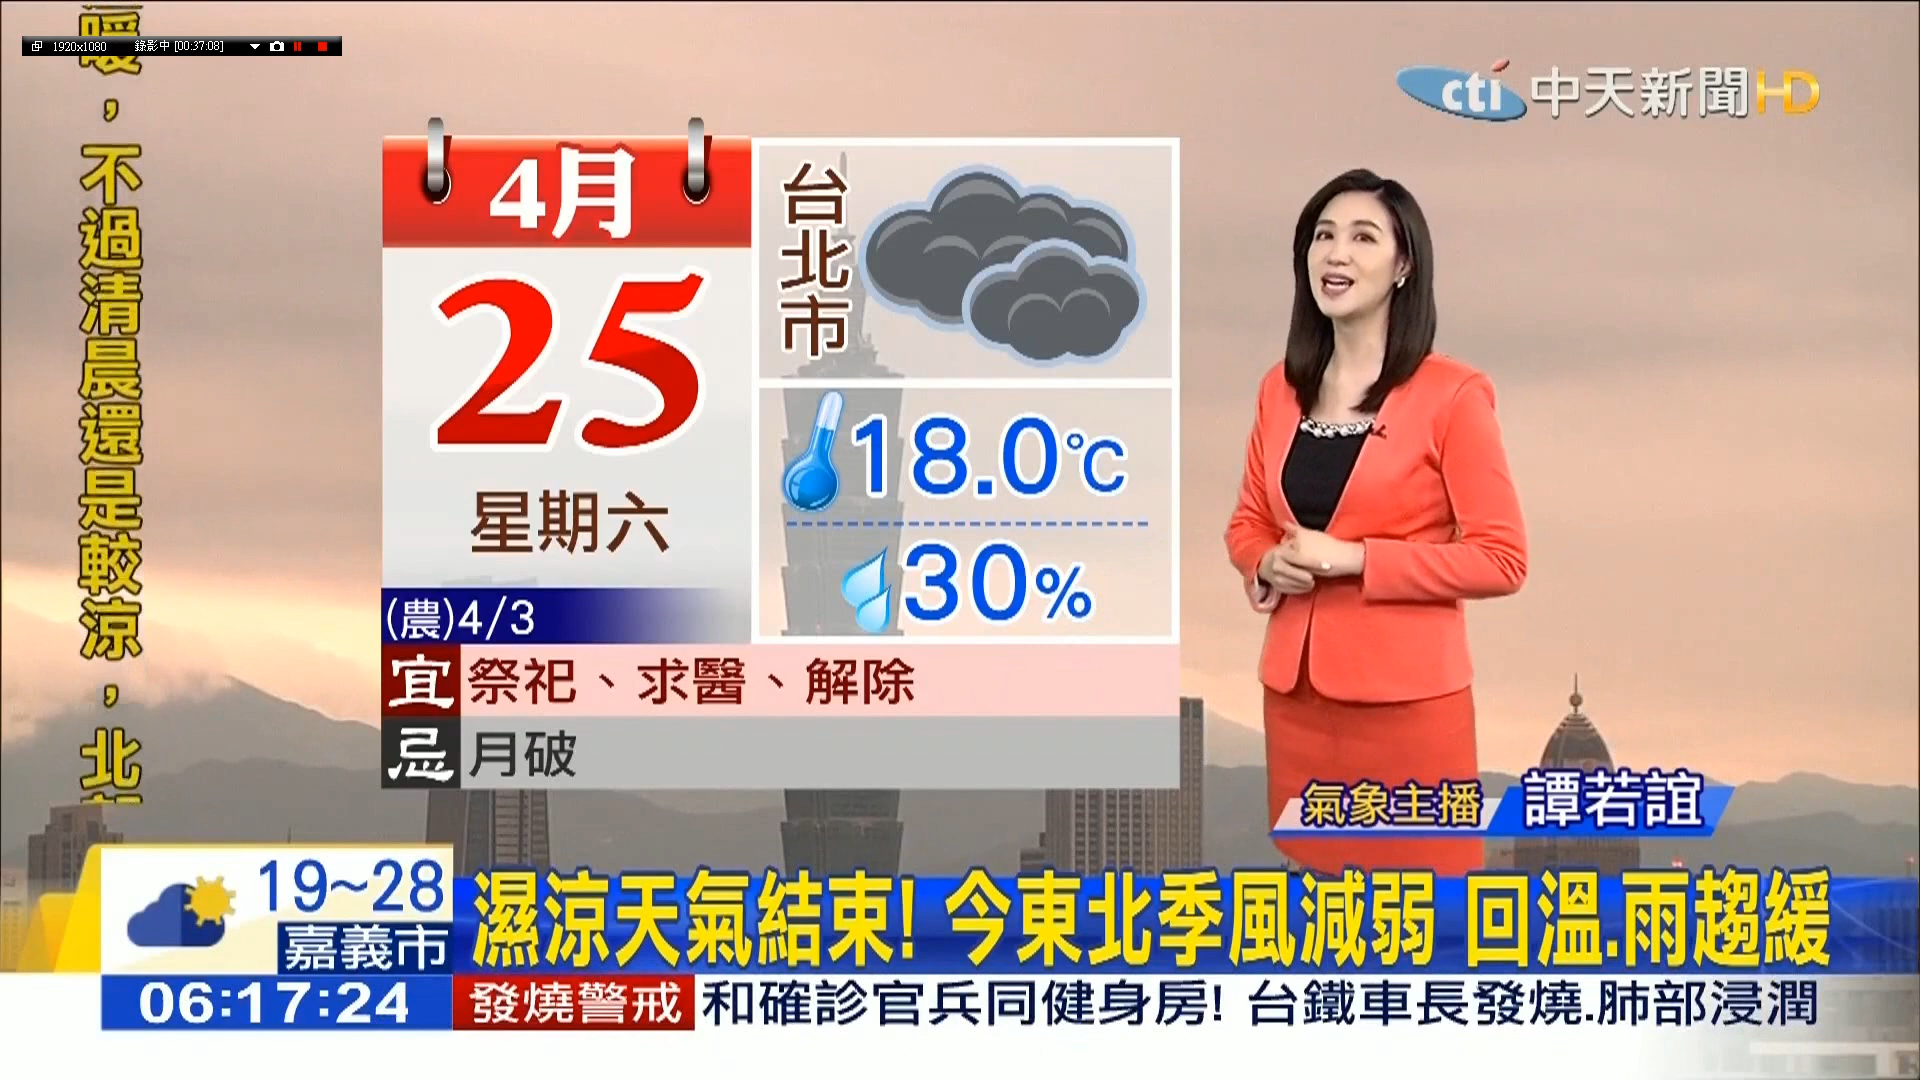 1920x1080 錄影中 [00:37:08]
暖，不過清晨還是較涼，北
cti 中天新聞HD
4月
25
星期六
(農)4/3
台北市
18.0℃
30%
宜 祭祀、求醫、解除
忌 月破
氣象主播 譚若誼
19~28
嘉義市
濕涼天氣結束! 今東北季風減弱 回溫.雨趨緩
06:17:24
發燒警戒 和確診官兵同健身房! 台鐵車長發燒.肺部浸潤